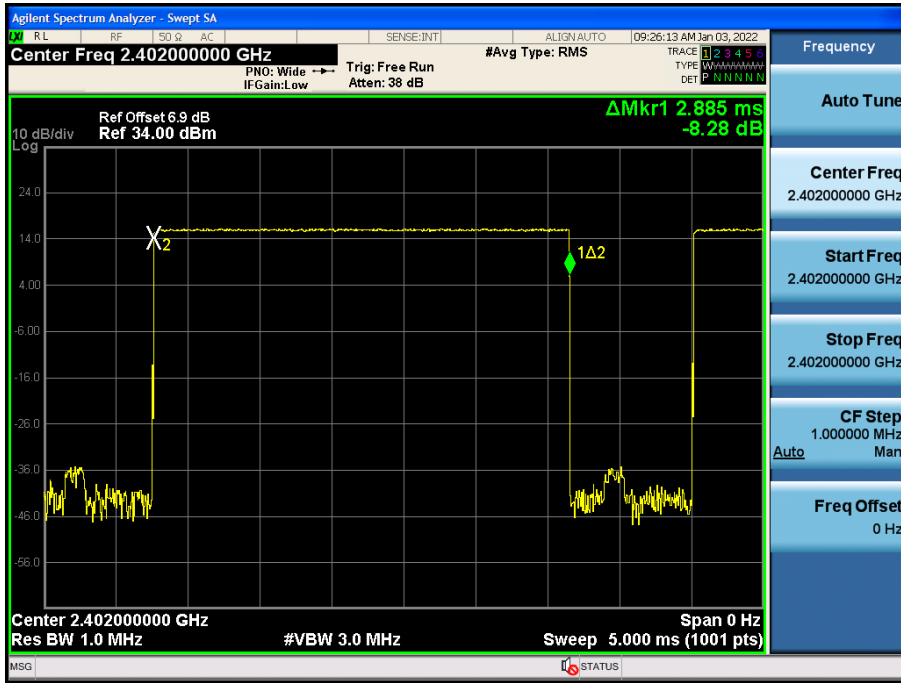 Agilent Spectrum Analyzer - Swept SA
LXI RL RF 50 Ω AC SENSE:INT ALIGN AUTO 09:26:13 AM Jan 03, 2022
Center Freq 2.402000000 GHz
#Avg Type: RMS
TRACE 1 2 3 4 5 6
PNO: Wide
Trig: Free Run
TYPE WWWWWW
IFGain:Low
Atten: 38 dB
DET P N N N N N
Ref Offset 6.9 dB
ΔMkr1 2.885 ms
10 dB/div Ref 34.00 dBm
-8.28 dB
Log
24.0
14.0
4.00
-6.00
-16.0
-26.0
-36.0
-46.0
-56.0
2
1Δ2
Center 2.402000000 GHz
Span 0 Hz
Res BW 1.0 MHz
#VBW 3.0 MHz
Sweep 5.000 ms (1001 pts)
MSG
STATUS
Frequency
Auto Tune
Center Freq
2.402000000 GHz
Start Freq
2.402000000 GHz
Stop Freq
2.402000000 GHz
CF Step
1.000000 MHz
Auto Man
Freq Offset
0 Hz